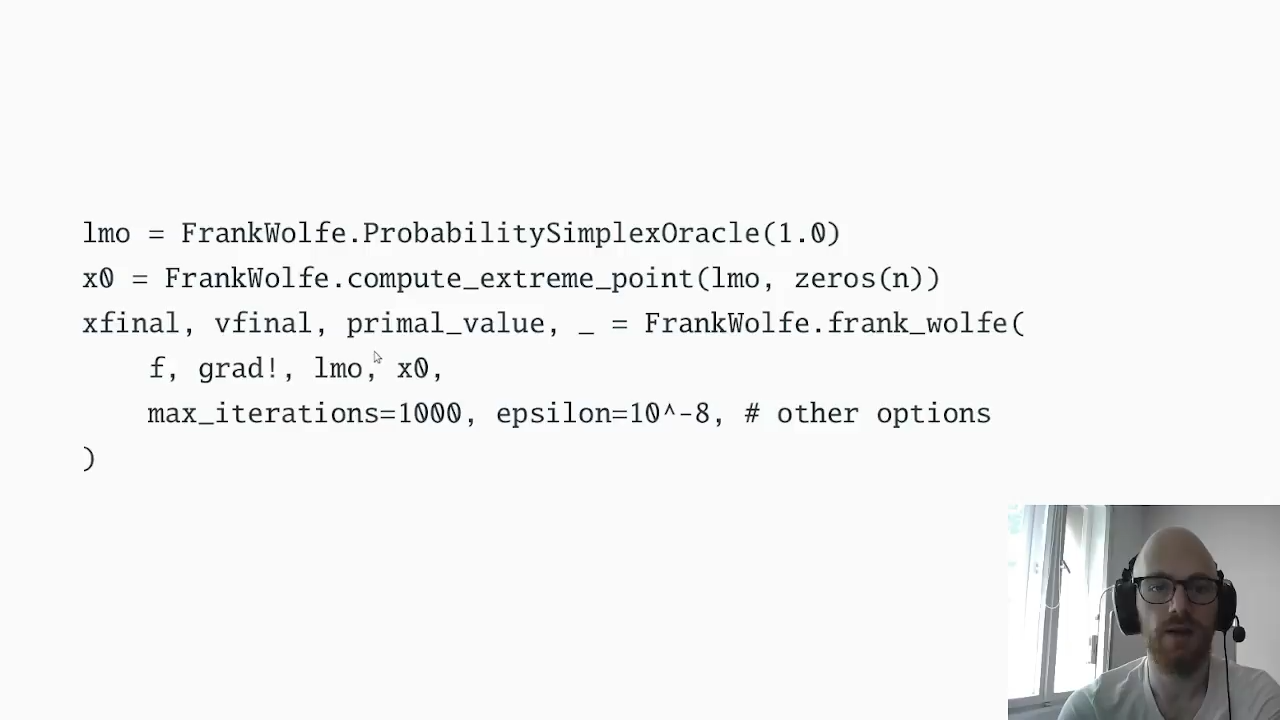 lmo = FrankWolfe.ProbabilitySimplexOracle(1.0)
x0 = FrankWolfe.compute_extreme_point(lmo, zeros(n))
xfinal, vfinal, primal_value, _ = FrankWolfe.frank_wolfe(
    f, grad!, lmo, x0,
    max_iterations=1000, epsilon=10^-8, # other options
)